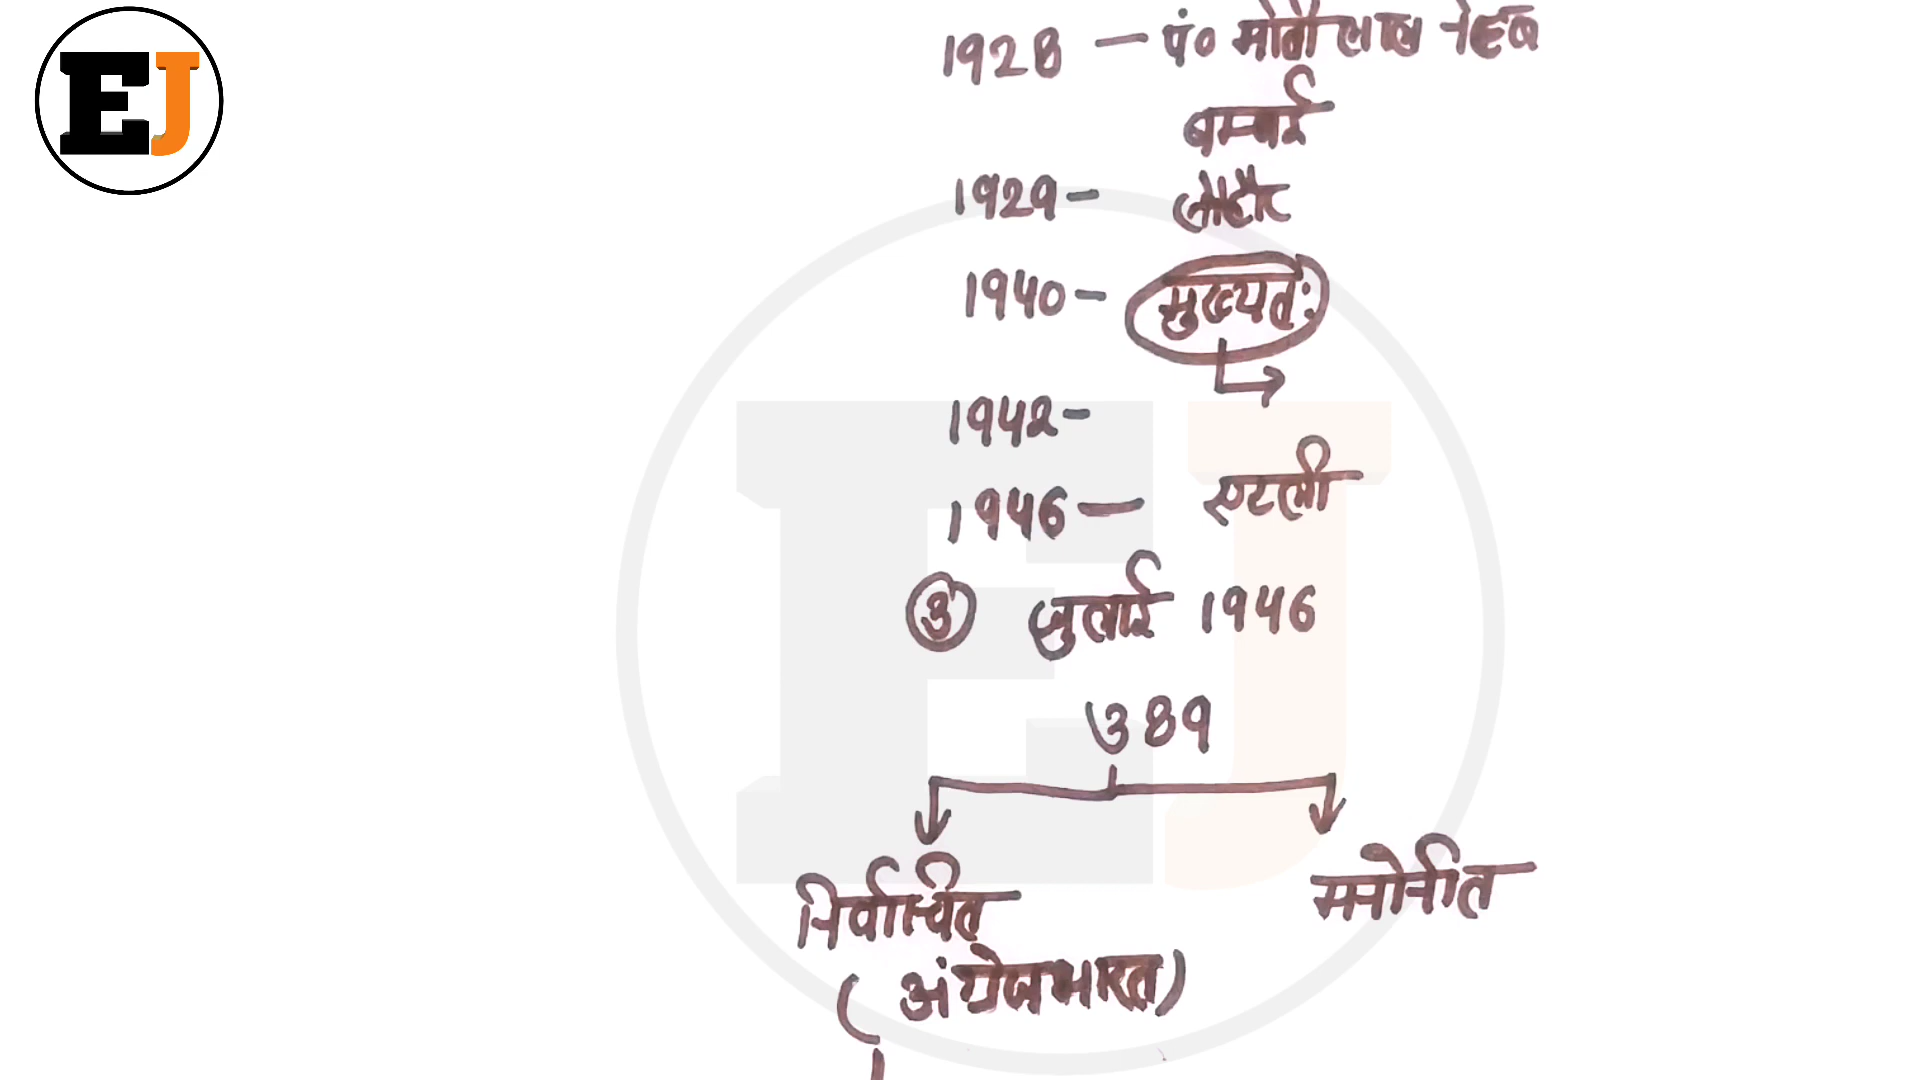 EJ
1928 — पं० मोती लाल नेहरू
बम्बई
1929 - लाहौर
1940 - मुख्यतः
1942 -
1946 — एटली
③ जुलाई 1946
389
निर्वाचित मनोनीत
(अंग्रेजभारत)